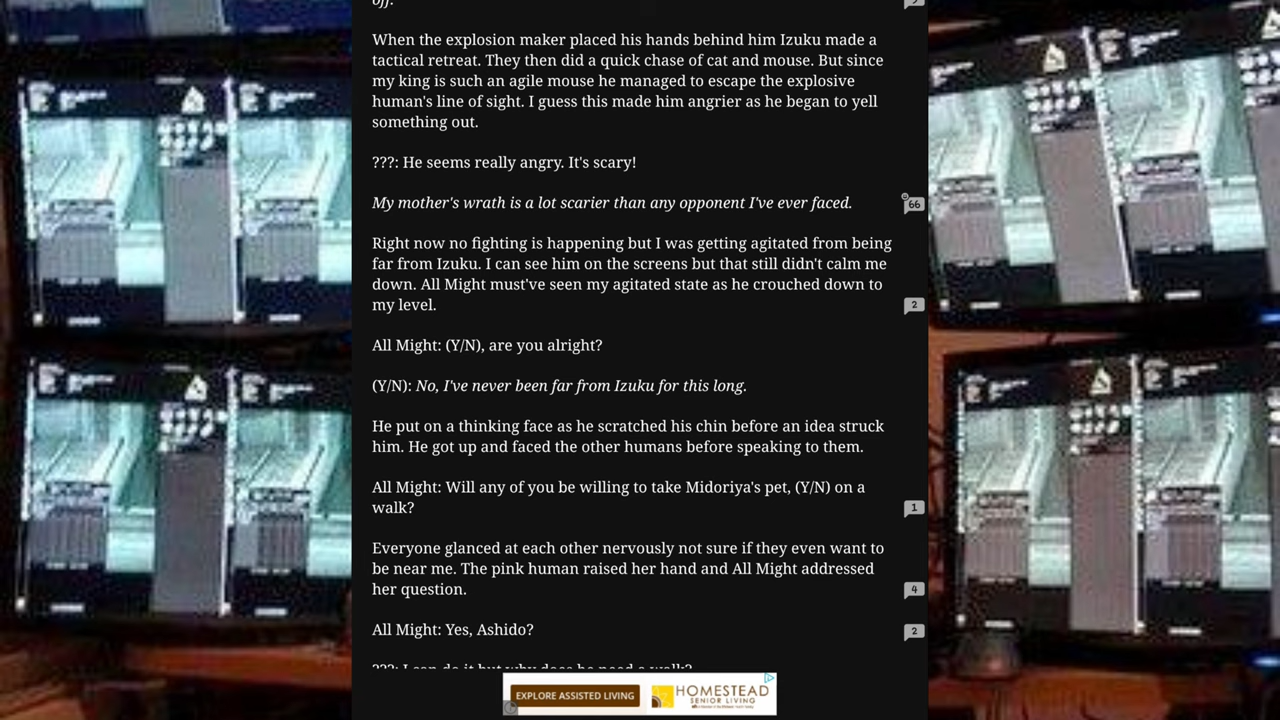 off.
When the explosion maker placed his hands behind him Izuku made a
tactical retreat. They then did a quick chase of cat and mouse. But since
my king is such an agile mouse he managed to escape the explosive
human's line of sight. I guess this made him angrier as he began to yell
something out.
???: He seems really angry. It's scary!
My mother's wrath is a lot scarier than any opponent I've ever faced.
66
Right now no fighting is happening but I was getting agitated from being
far from Izuku. I can see him on the screens but that still didn't calm me
down. All Might must've seen my agitated state as he crouched down to
my level.
2
All Might: (Y/N), are you alright?
(Y/N): No, I've never been far from Izuku for this long.
He put on a thinking face as he scratched his chin before an idea struck
him. He got up and faced the other humans before speaking to them.
All Might: Will any of you be willing to take Midoriya's pet, (Y/N) on a
walk?
1
Everyone glanced at each other nervously not sure if they even want to
be near me. The pink human raised her hand and All Might addressed
her question.
4
All Might: Yes, Ashido?
2
???: I can do it but why does he need a walk?
EXPLORE ASSISTED LIVING
HOMESTEAD
SENIOR LIVING